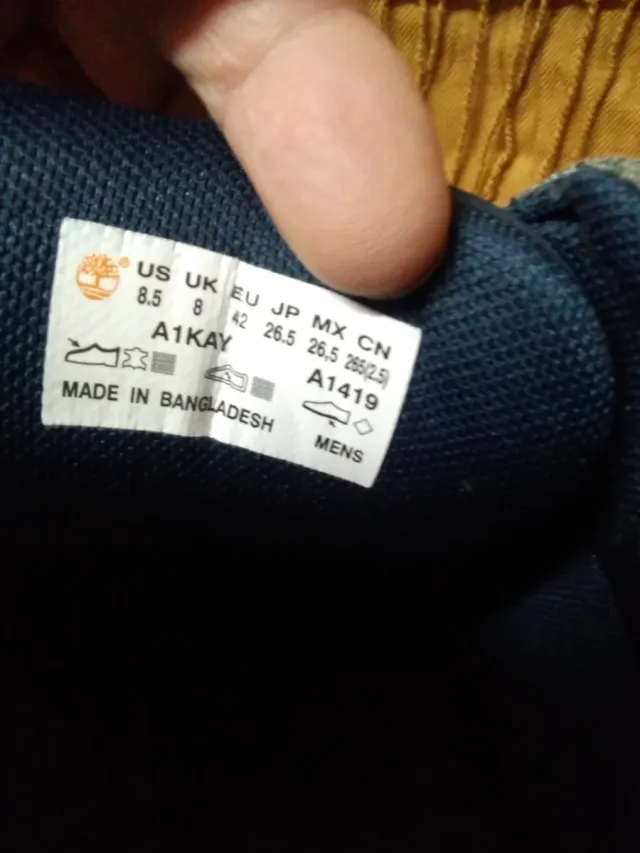 US UK EU JP MX CN
8.5 8 42 26.5 26,5 265(2.5)
A1KAY A1419
MADE IN BANGLADESH MENS